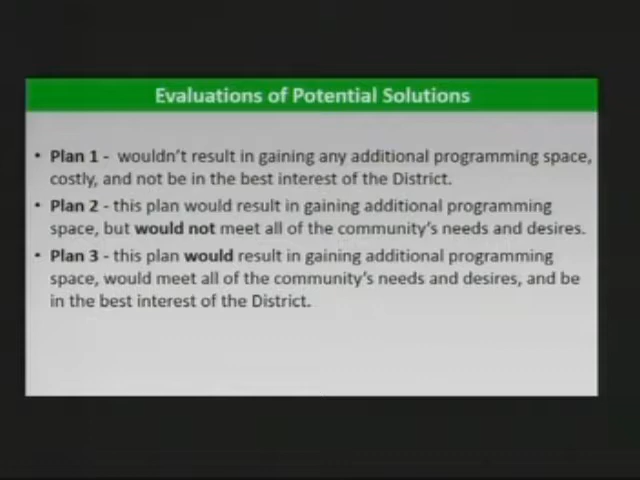 Evaluations of Potential Solutions
• Plan 1 - wouldn't result in gaining any additional programming space,
costly, and not be in the best interest of the District.
• Plan 2 - this plan would result in gaining additional programming
space, but would not meet all of the community's needs and desires.
• Plan 3 - this plan would result in gaining additional programming
space, would meet all of the community's needs and desires, and be
in the best interest of the District.